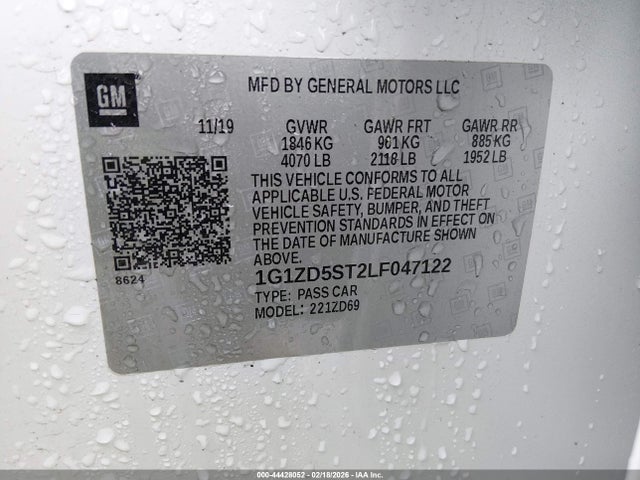 GM
MFD BY GENERAL MOTORS LLC
11/19 GVWR GAWR FRT GAWR RR
1846 KG 961 KG 885 KG
4070 LB 2118 LB 1952 LB
THIS VEHICLE CONFORMS TO ALL
APPLICABLE U.S. FEDERAL MOTOR
VEHICLE SAFETY, BUMPER, AND THEFT
PREVENTION STANDARDS IN EFFECT ON
THE DATE OF MANUFACTURE SHOWN
ABOVE.
8624
1G1ZD5ST2LF047122
TYPE: PASS CAR
MODEL: 221ZD69
000-44428052 - 02/18/2026 - IAA, Inc.